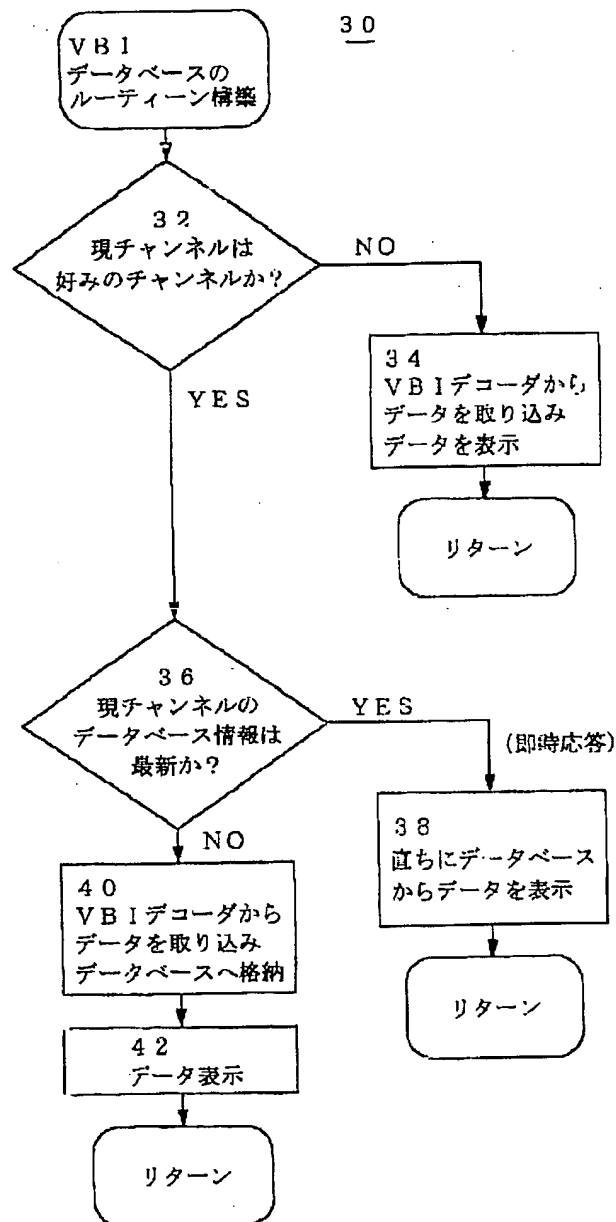 30
VBI
データベースの
ルーティーン構築
32
現チャンネルは
好みのチャンネルか?
NO
YES
34
VBIデコーダから
データを取り込み
データを表示
リターン
36
現チャンネルの
データベース情報は
最新か?
YES
(即時応答)
NO
38
直ちにデータベース
からデータを表示
リターン
40
VBIデコーダから
データを取り込み
データベースへ格納
42
データ表示
リターン